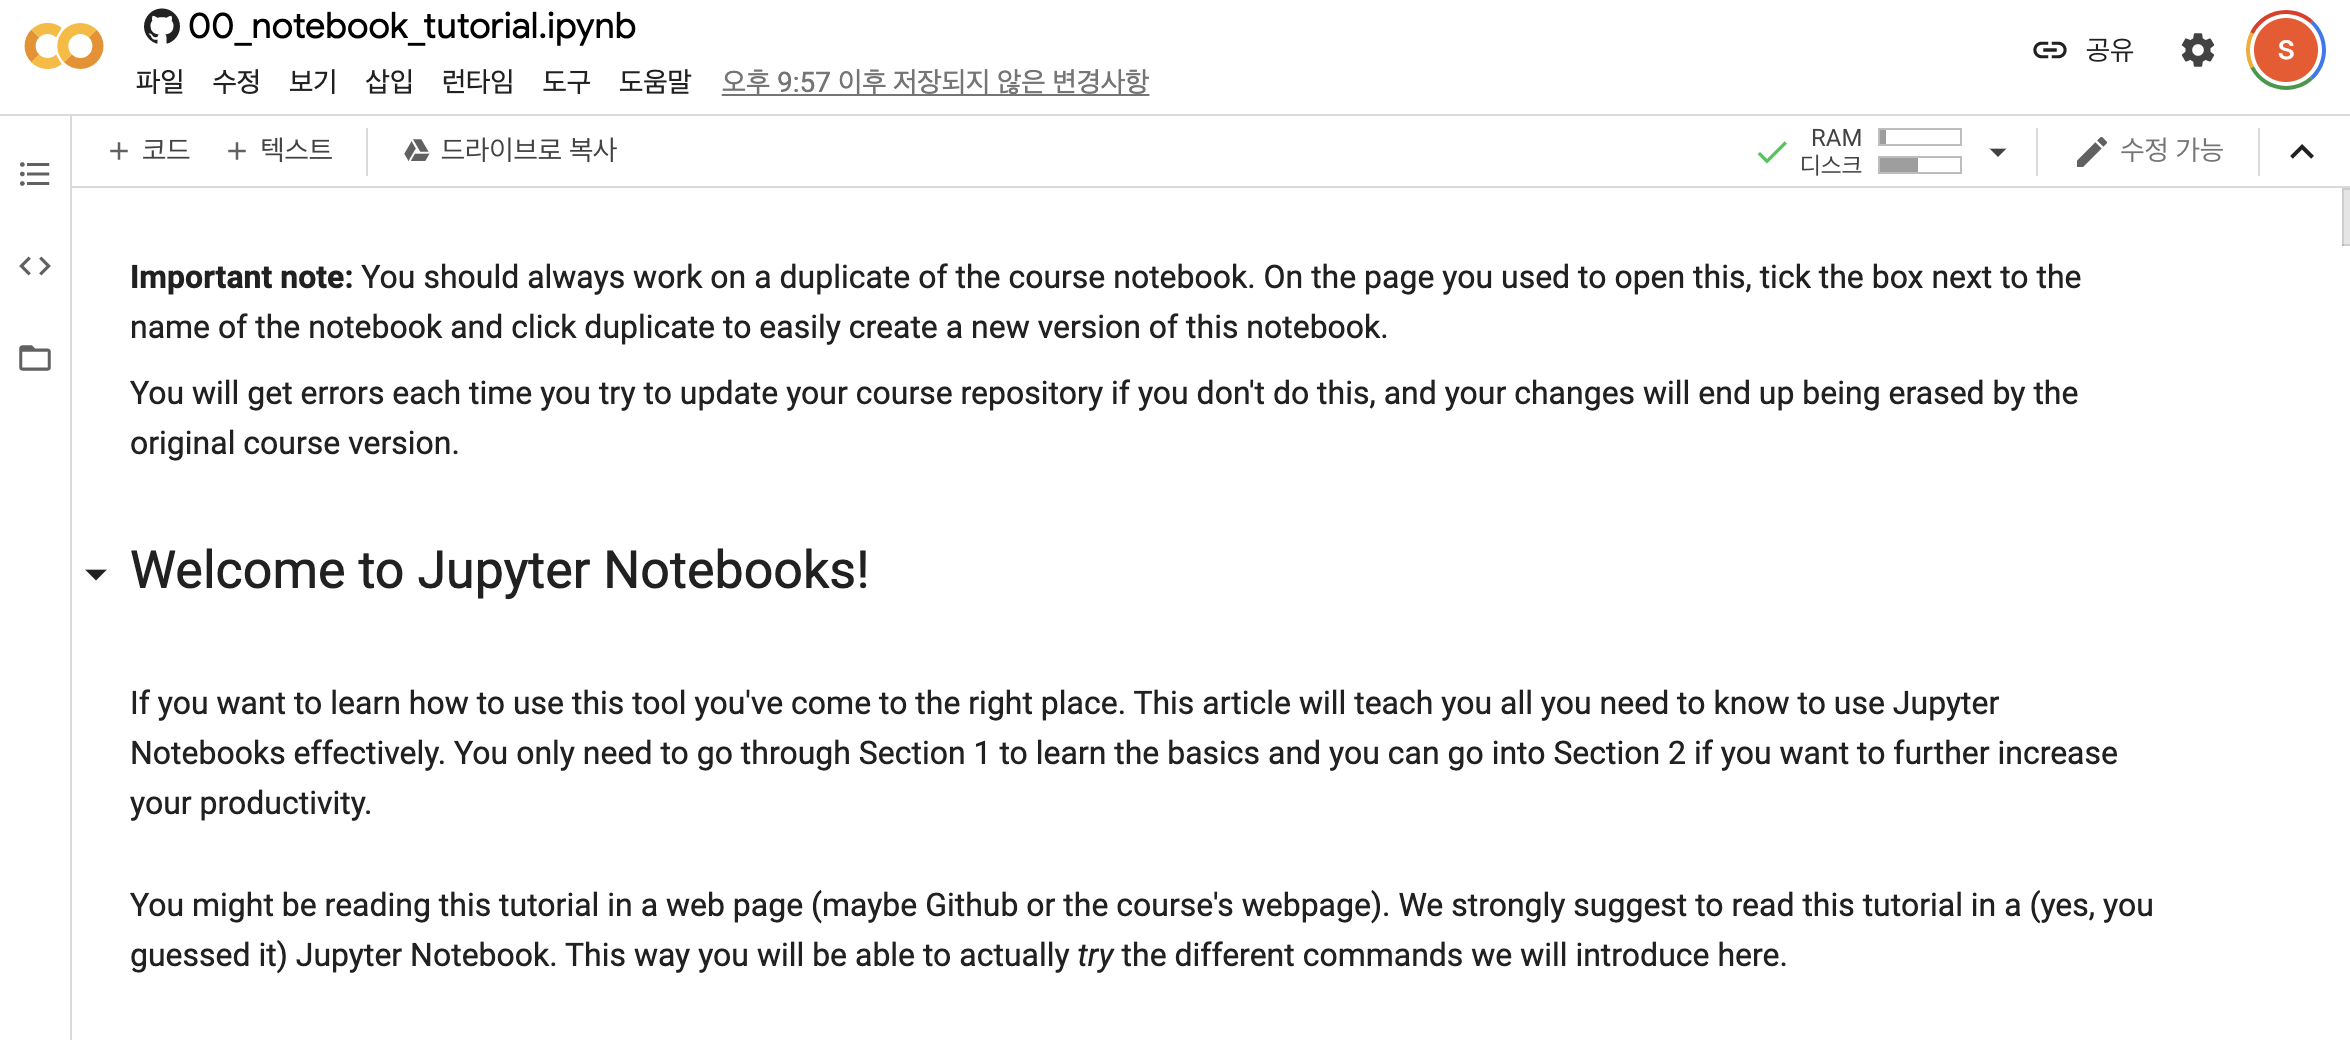 00_notebook_tutorial.ipynb
파일 수정 보기 삽입 런타임 도구 도움말 오후 9:57 이후 저장되지 않은 변경사항
공유
S
+ 코드 + 텍스트 드라이브로 복사
RAM
디스크
수정 가능
Important note: You should always work on a duplicate of the course notebook. On the page you used to open this, tick the box next to the
name of the notebook and click duplicate to easily create a new version of this notebook.
You will get errors each time you try to update your course repository if you don't do this, and your changes will end up being erased by the
original course version.
Welcome to Jupyter Notebooks!
If you want to learn how to use this tool you've come to the right place. This article will teach you all you need to know to use Jupyter
Notebooks effectively. You only need to go through Section 1 to learn the basics and you can go into Section 2 if you want to further increase
your productivity.
You might be reading this tutorial in a web page (maybe Github or the course's webpage). We strongly suggest to read this tutorial in a (yes, you
guessed it) Jupyter Notebook. This way you will be able to actually try the different commands we will introduce here.